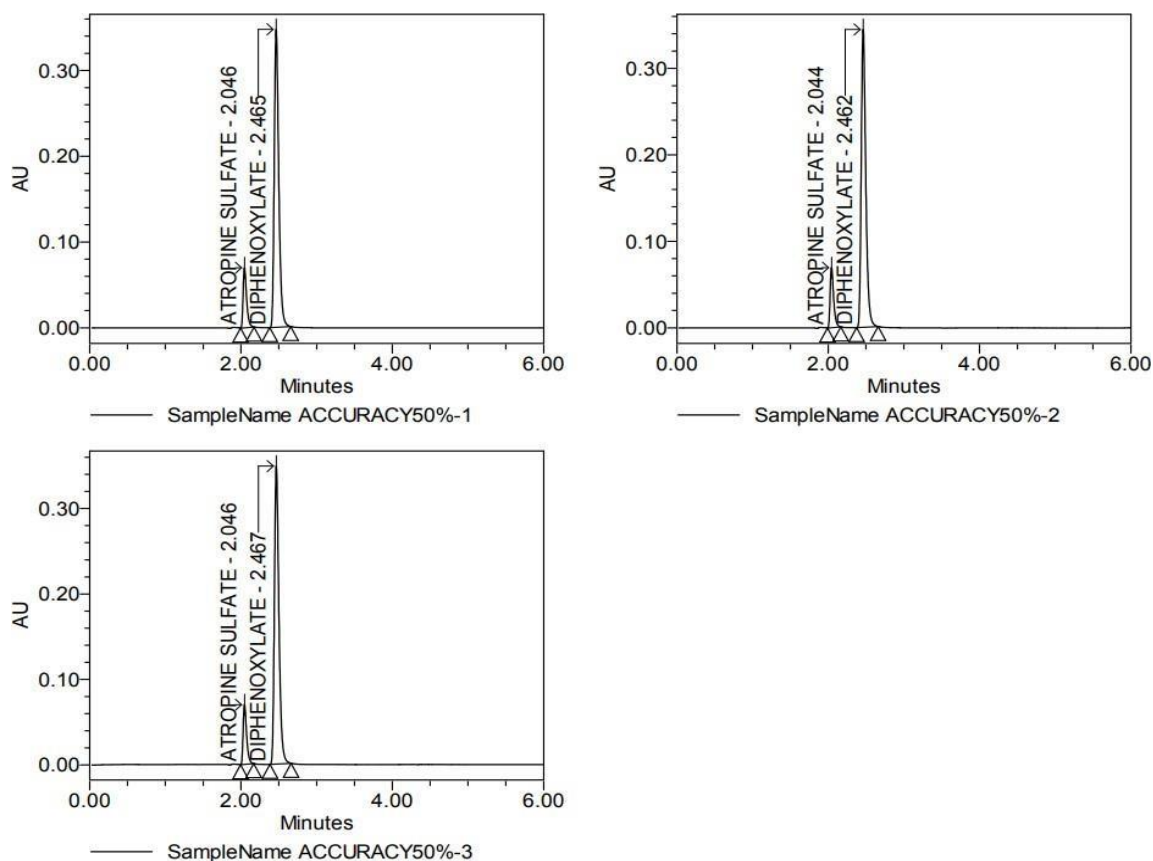 AU
0.30
0.20
0.10
0.00
ATROPINE SULFATE - 2.046
DIPHENOXYLATE - 2.465
0.00 2.00 4.00 6.00
Minutes
SampleName ACCURACY50%-1
AU
0.30
0.20
0.10
0.00
ATROPINE SULFATE - 2.044
DIPHENOXYLATE - 2.462
0.00 2.00 4.00 6.00
Minutes
SampleName ACCURACY50%-2
AU
0.30
0.20
0.10
0.00
ATROPINE SULFATE - 2.046
DIPHENOXYLATE - 2.467
0.00 2.00 4.00 6.00
Minutes
SampleName ACCURACY50%-3